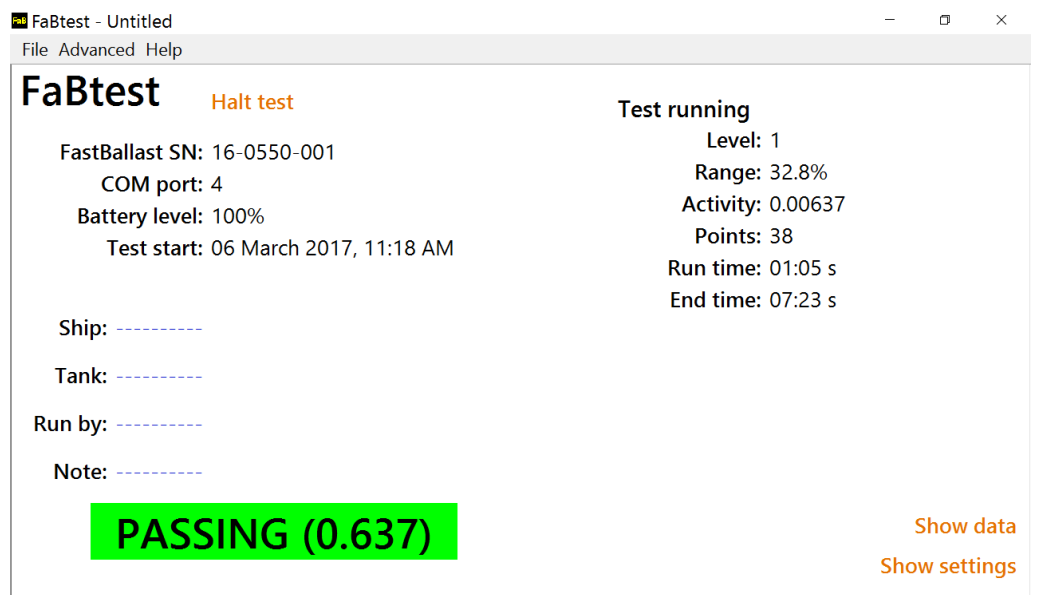 FaB FaBtest - Untitled
File Advanced Help
FaBtest
Halt test
FastBallast SN: 16-0550-001
COM port: 4
Battery level: 100%
Test start: 06 March 2017, 11:18 AM
Test running
Level: 1
Range: 32.8%
Activity: 0.00637
Points: 38
Run time: 01:05 s
End time: 07:23 s
Ship: ----------
Tank: ----------
Run by: ----------
Note: ----------
PASSING (0.637)
Show data
Show settings